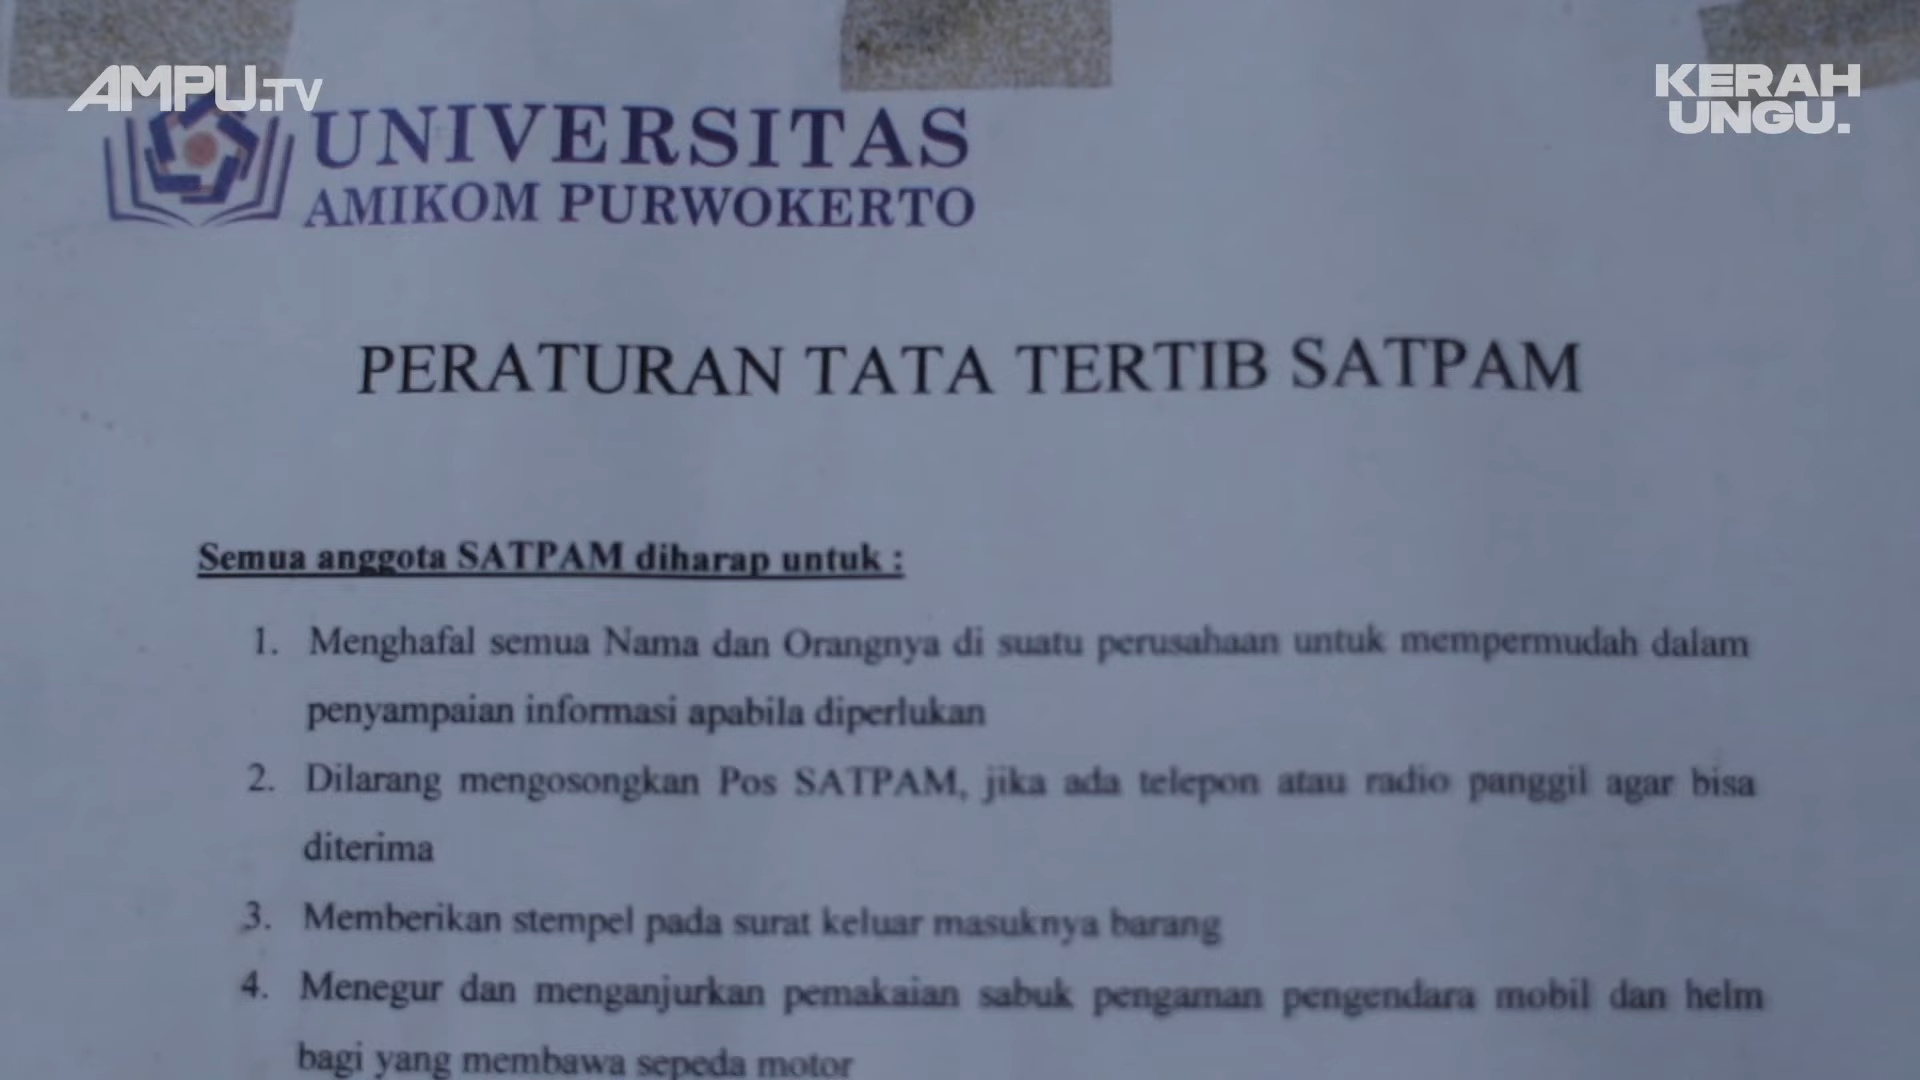 AMPU.TV
KERAH
UNGU.
UNIVERSITAS
AMIKOM PURWOKERTO
PERATURAN TATA TERTIB SATPAM
Semua anggota SATPAM diharap untuk :
1. Menghafal semua Nama dan Orangnya di suatu perusahaan untuk mempermudah dalam
penyampaian informasi apabila diperlukan
2. Dilarang mengosongkan Pos SATPAM, jika ada telepon atau radio panggil agar bisa
diterima
3. Memberikan stempel pada surat keluar masuknya barang
4. Menegur dan menganjurkan pemakaian sabuk pengaman pengendara mobil dan helm
bagi yang membawa sepeda motor